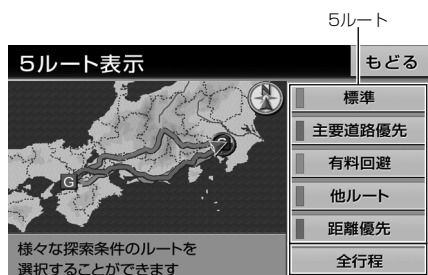 5ルート
5ルート表示
もどる
標準
主要道路優先
有料回避
他ルート
距離優先
全行程
G
様々な探索条件のルートを
選択することができます